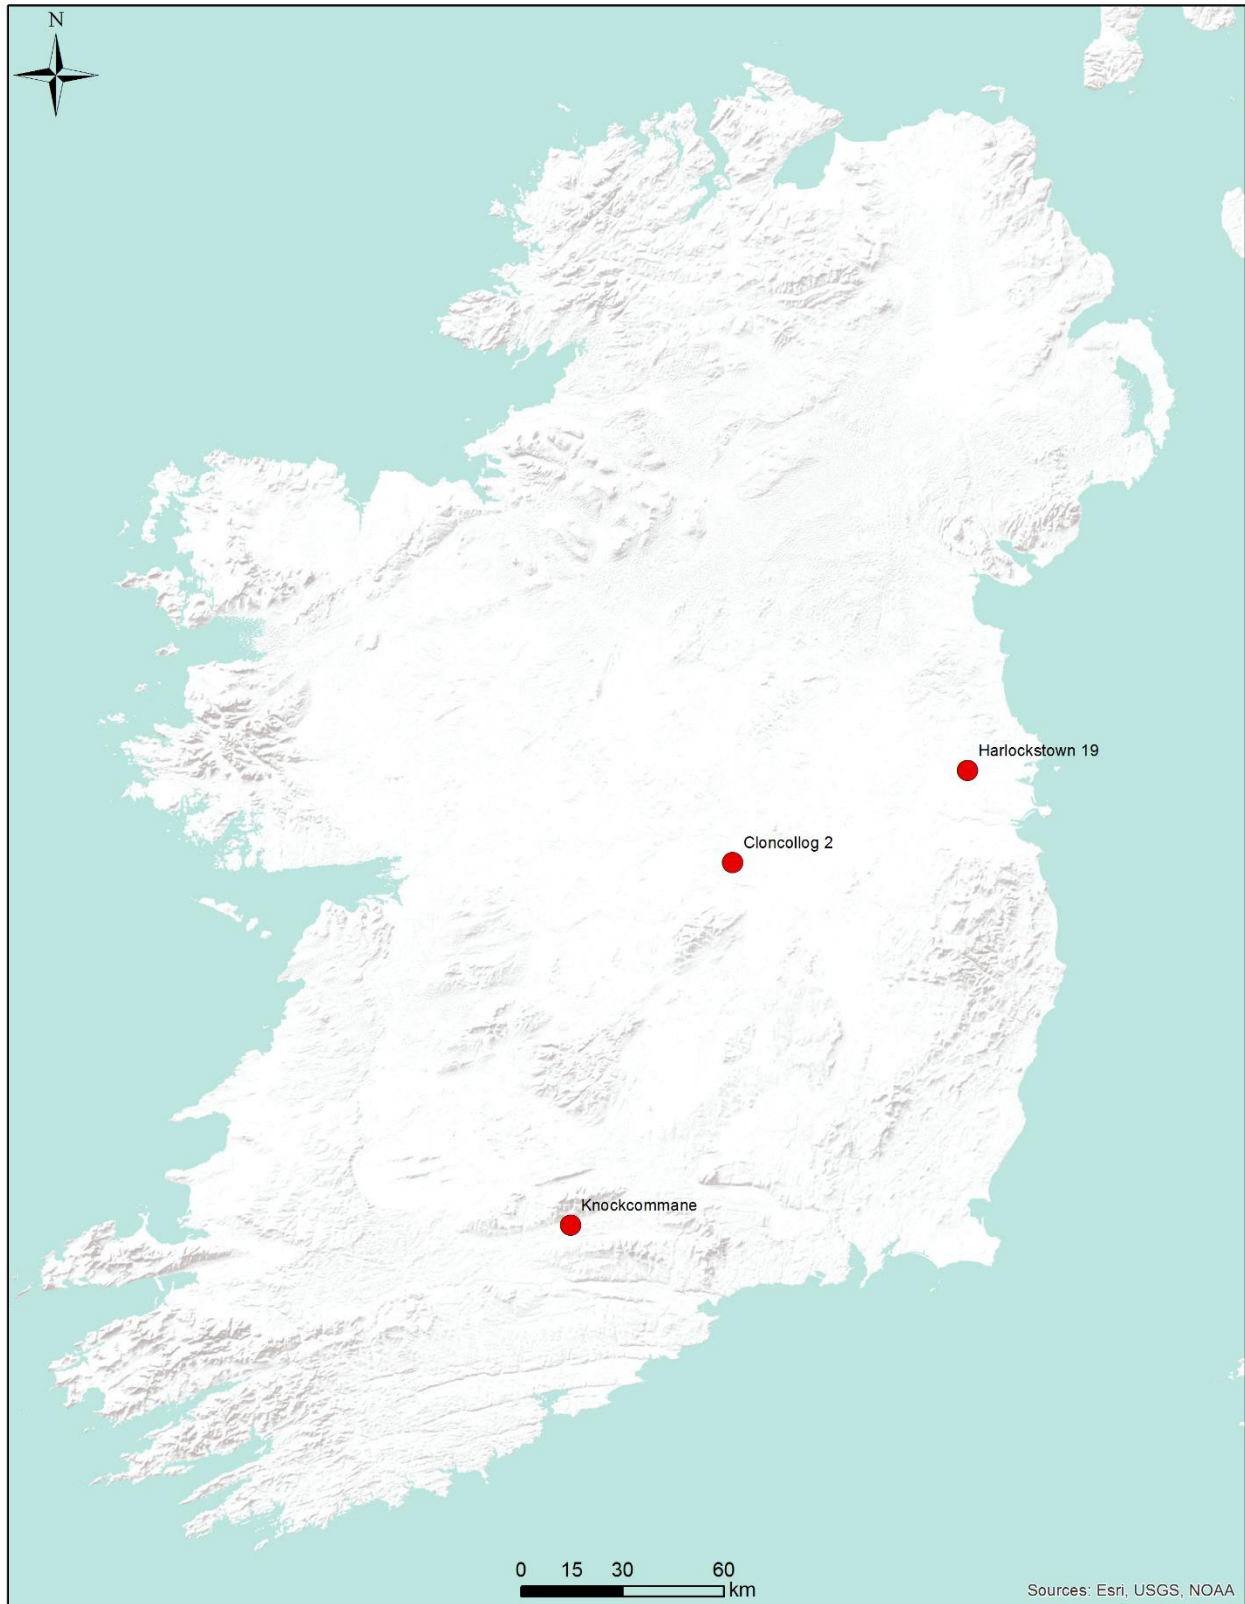 N
Harlockstown 19
Cloncollog 2
Knockcommane
0 15 30 60
km
Sources: Esri, USGS, NOAA